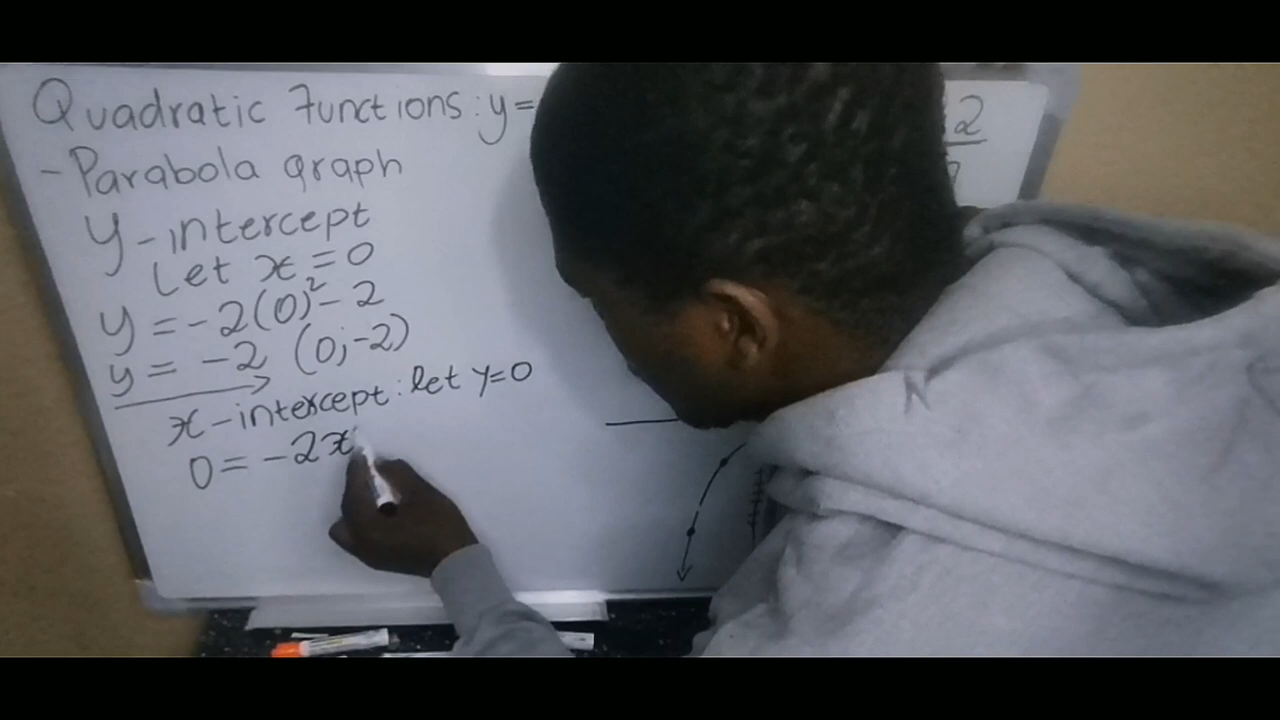 Quadratic Functions: y=
- Parabola graph
y-intercept
Let x=0
y=-2(0)²-2
y=-2 (0;-2)
x-intercept: let y=0
0=-2x
2